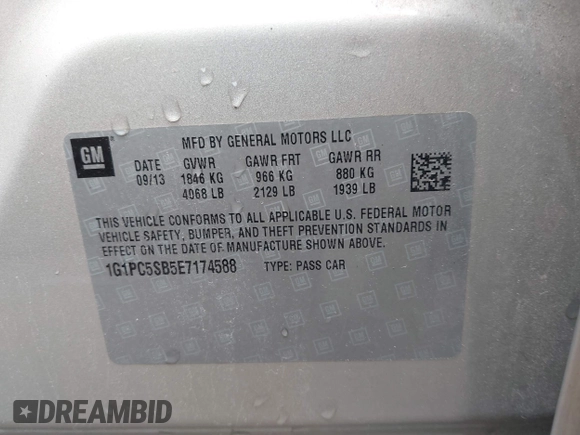 GM
MFD BY GENERAL MOTORS LLC
DATE GVWR GAWR FRT GAWR RR
09/13 1846 KG 966 KG 880 KG
4068 LB 2129 LB 1939 LB
THIS VEHICLE CONFORMS TO ALL APPLICABLE U.S. FEDERAL MOTOR
VEHICLE SAFETY, BUMPER, AND THEFT PREVENTION STANDARDS IN
EFFECT ON THE DATE OF MANUFACTURE SHOWN ABOVE.
1G1PC5SB5E7174588 TYPE: PASS CAR
DREAMBID